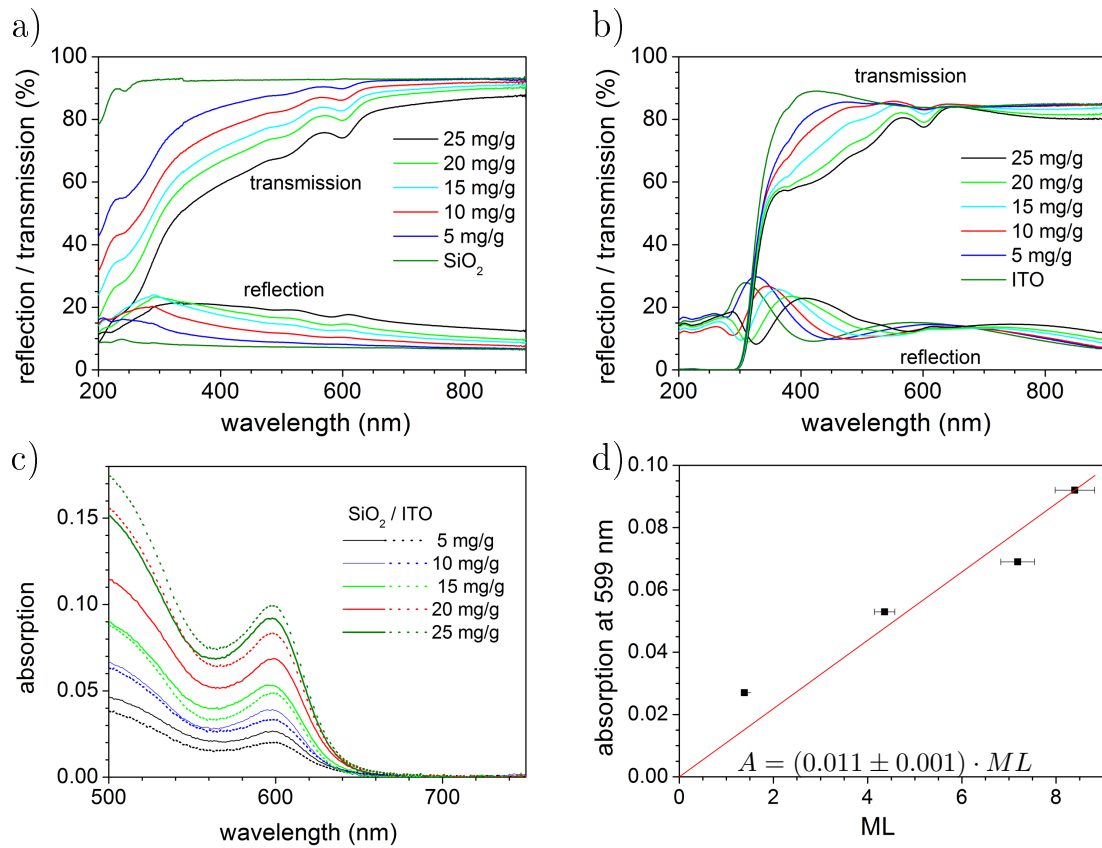 a)
reflection / transmission (%)
100
80
60
40
20
0
200
400
600
800
wavelength (nm)
transmission
reflection
25 mg/g
20 mg/g
15 mg/g
10 mg/g
5 mg/g
SiO₂
b)
reflection / transmission (%)
100
80
60
40
20
0
200
400
600
800
wavelength (nm)
transmission
reflection
25 mg/g
20 mg/g
15 mg/g
10 mg/g
5 mg/g
ITO
c)
absorption
0.15
0.10
0.05
0.00
500
600
700
wavelength (nm)
SiO₂ / ITO
5 mg/g
10 mg/g
15 mg/g
20 mg/g
25 mg/g
d)
absorption at 599 nm
0.10
0.08
0.06
0.04
0.02
0.00
0
2
4
6
8
ML
A = (0.011 ± 0.001) · ML